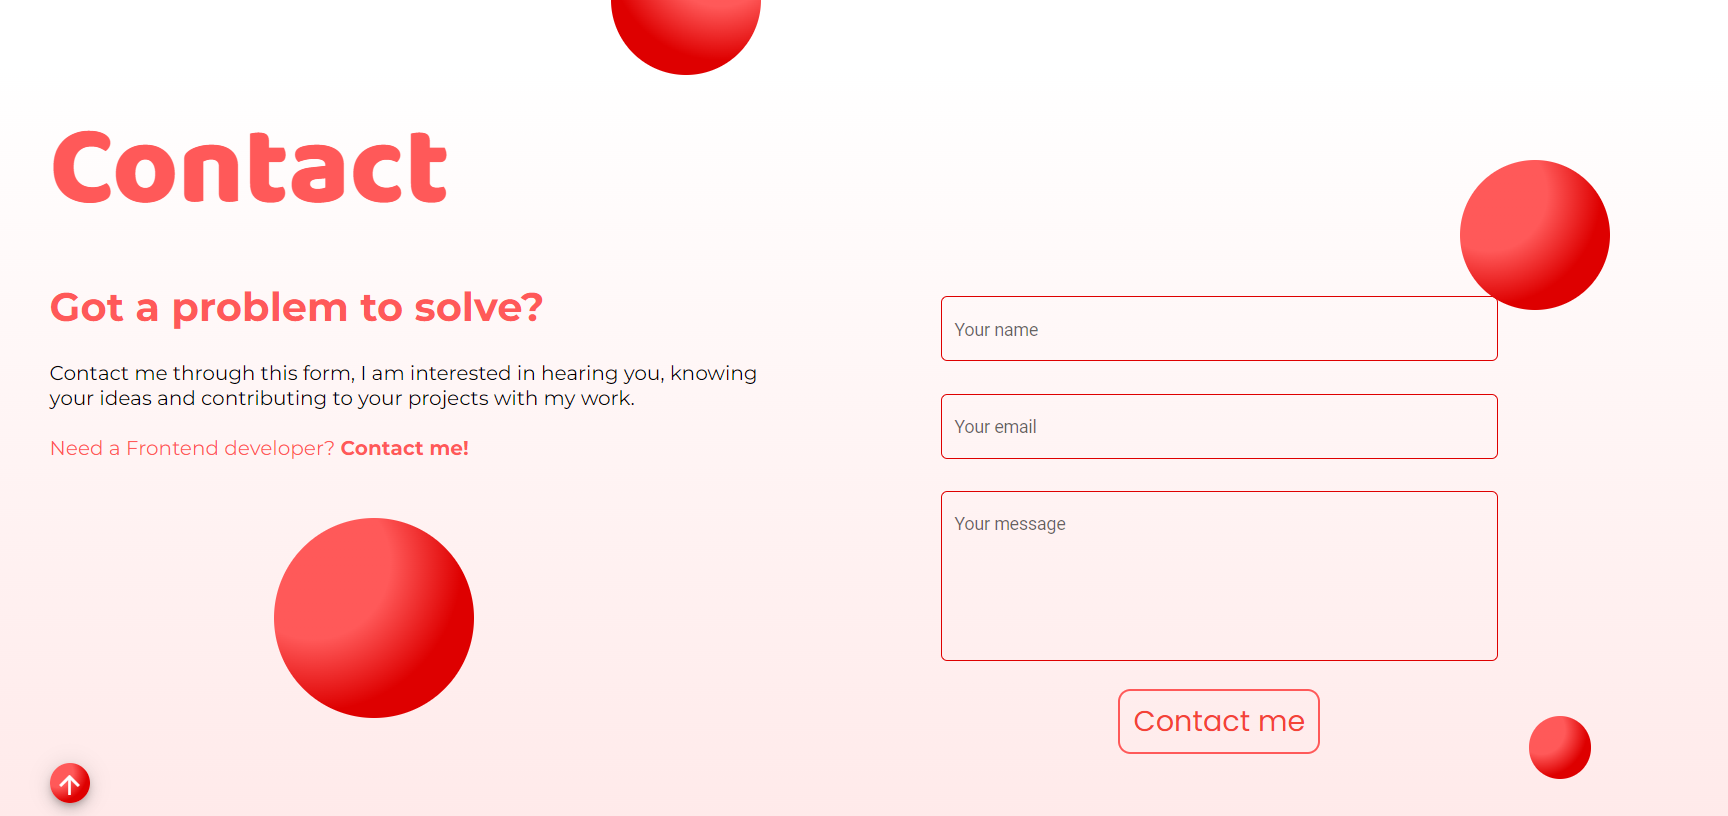 Contact
Got a problem to solve?
Contact me through this form, I am interested in hearing you, knowing
your ideas and contributing to your projects with my work.
Need a Frontend developer? Contact me!
Your name
Your email
Your message
Contact me